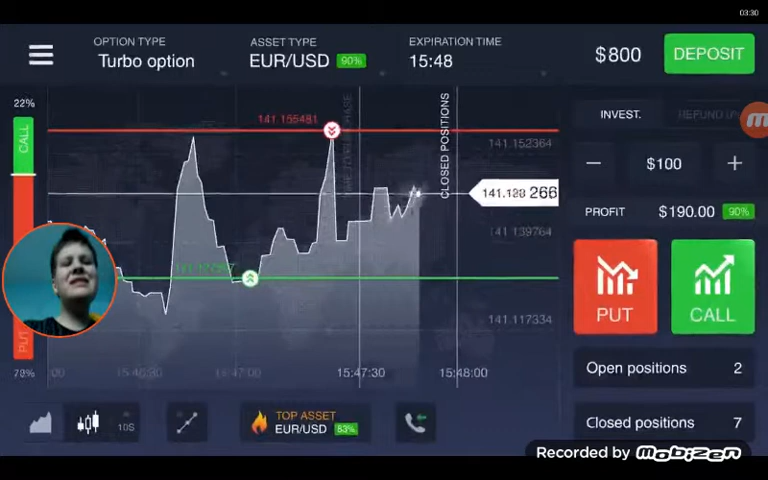 03:30
OPTION TYPE
Turbo option
ASSET TYPE
EUR/USD 90%
EXPIRATION TIME
15:48
$800
DEPOSIT
22%
CALL
PUT
141.155481
CLOSED POSITIONS
141.152364
141.138 266
141.139764
141.117334
15:46:30
15:47:00
15:47:30
15:48:00
INVEST.
$100
PROFIT
$190.00 90%
PUT
CALL
Open positions 2
Closed positions 7
10S
TOP ASSET
EUR/USD 83%
Recorded by MOBIZEN